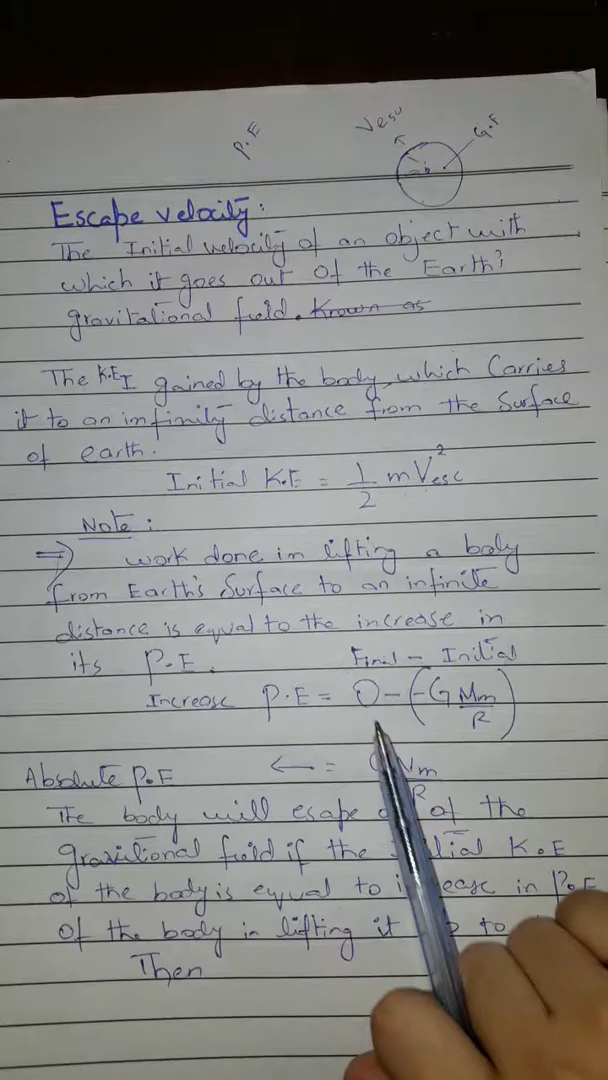 P.E
Vesc
G.F
Escape velocity:
The Initial velocity of an object with
which it goes out of the Earth's
gravitational field. Known as
The K.E I gained by the body, which Carries
it to an infinity distance from the Surface
of earth.
Initial K.E = 1/2 m Vesc²
Note:
⇒ work done in lifting a body
from Earth's Surface to an infinite
distance is equal to the increase in
its P.E.
Final - Initial
Increase P.E = 0 - (-G Mm/R)
Absolute P.E ← =
The body will esape of the
gravitional field if the K.E
of the body is equal to in P.E
of the body in lifting it to
Then